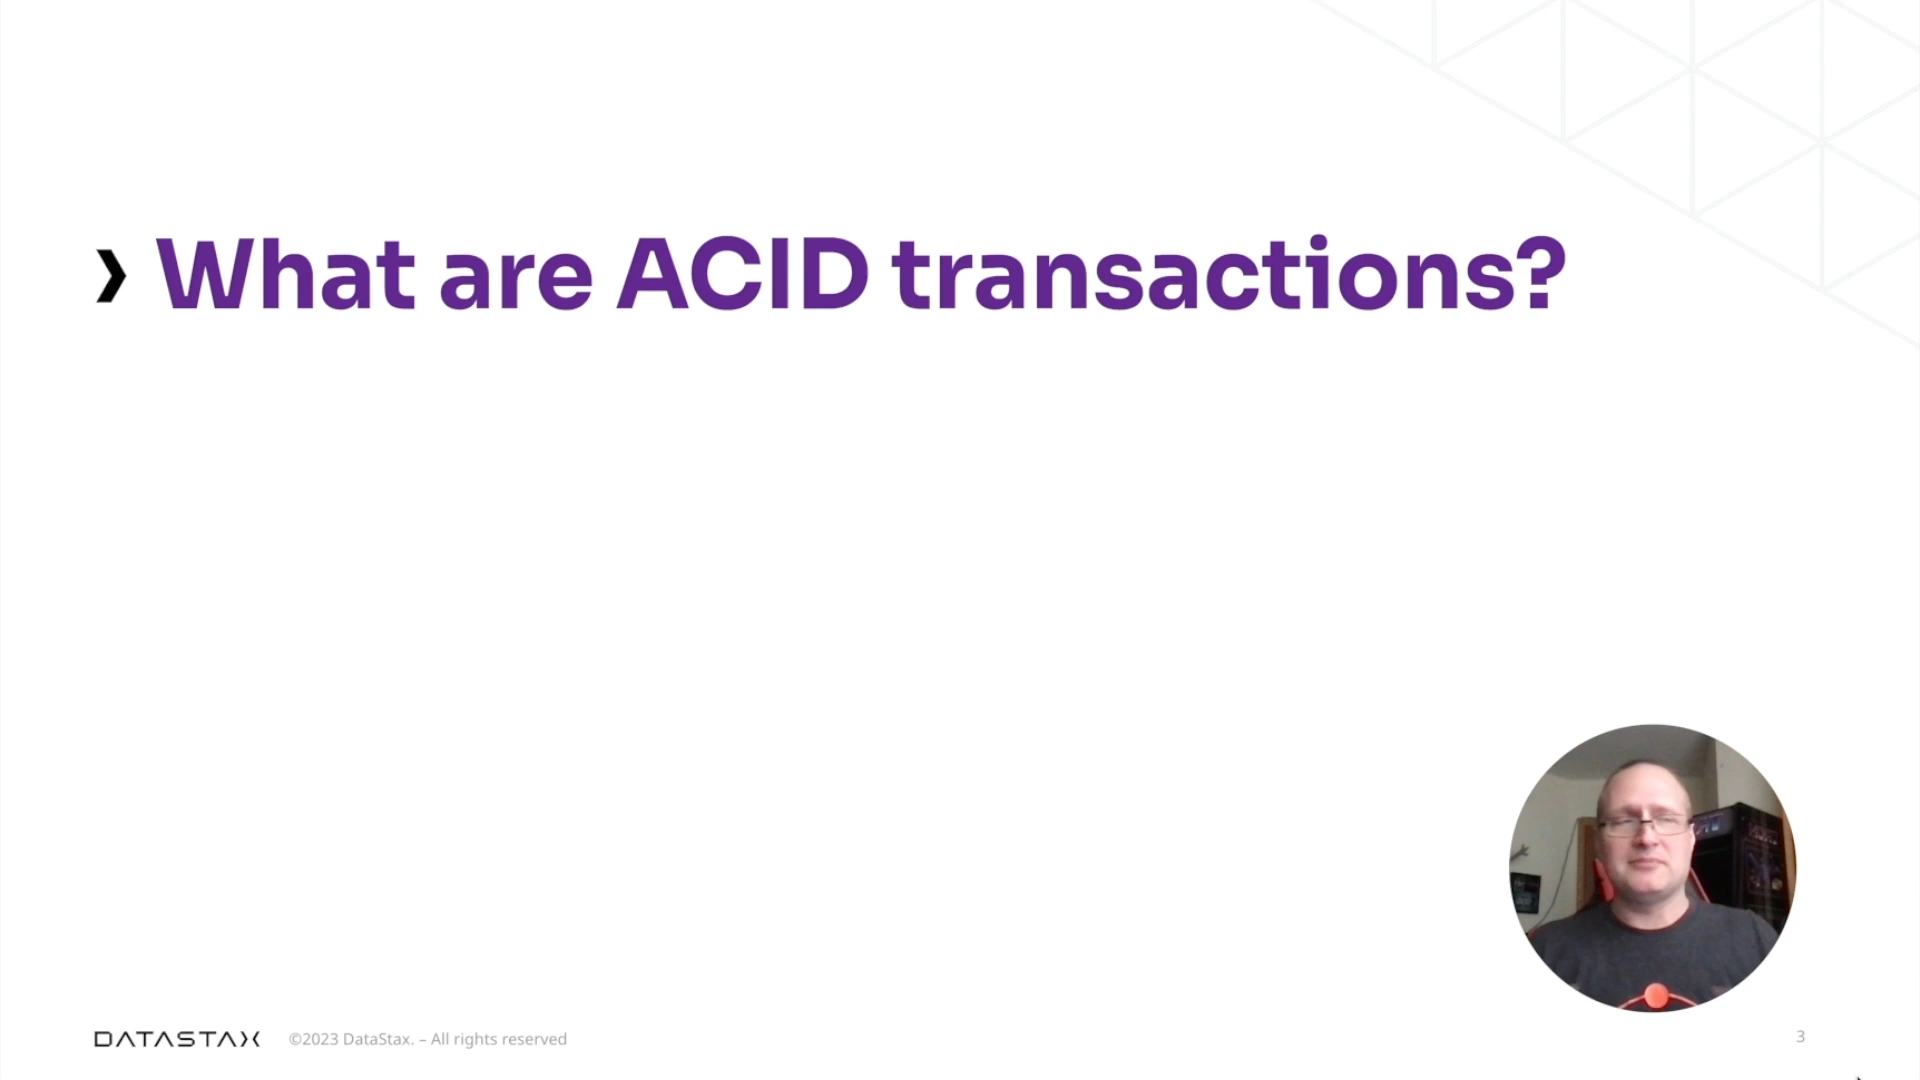 ❯ What are ACID transactions?
DATASTAX ©2023 DataStax. – All rights reserved
3